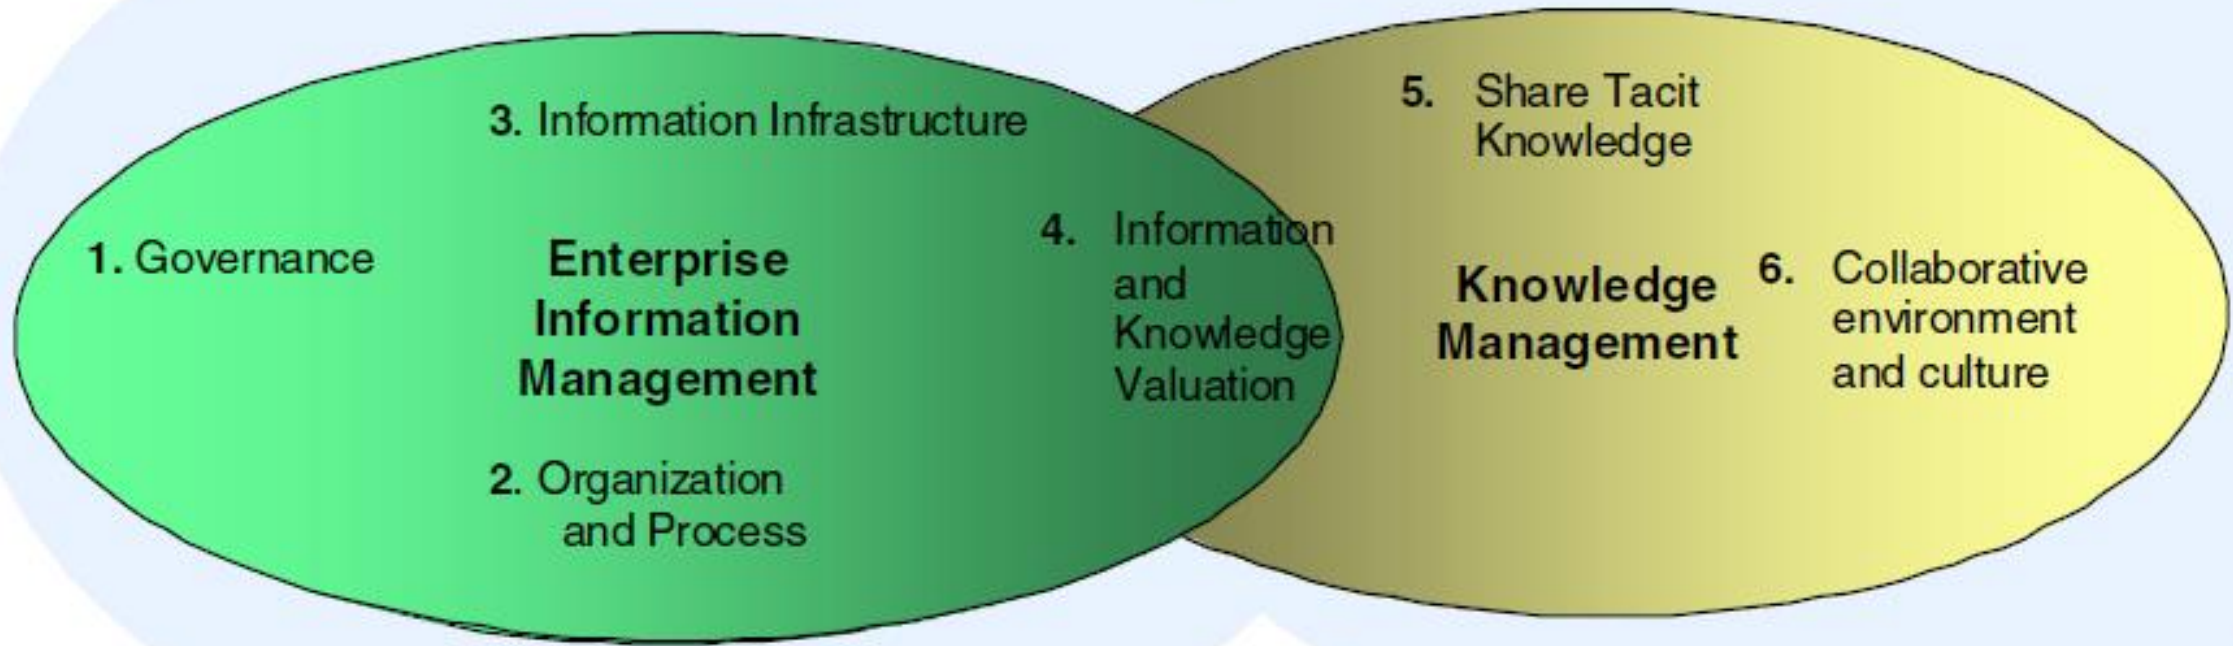 3. Information Infrastructure
1. Governance
Enterprise
Information
Management
2. Organization
and Process
4. Information
and
Knowledge
Valuation
5. Share Tacit
Knowledge
Knowledge
Management
6. Collaborative
environment
and culture